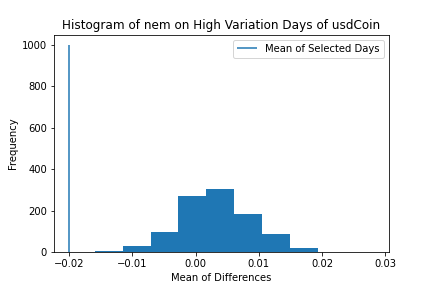 Histogram of nem on High Variation Days of usdCoin
Mean of Selected Days
1000
800
600
400
200
0
Frequency
−0.02 −0.01 0.00 0.01 0.02 0.03
Mean of Differences